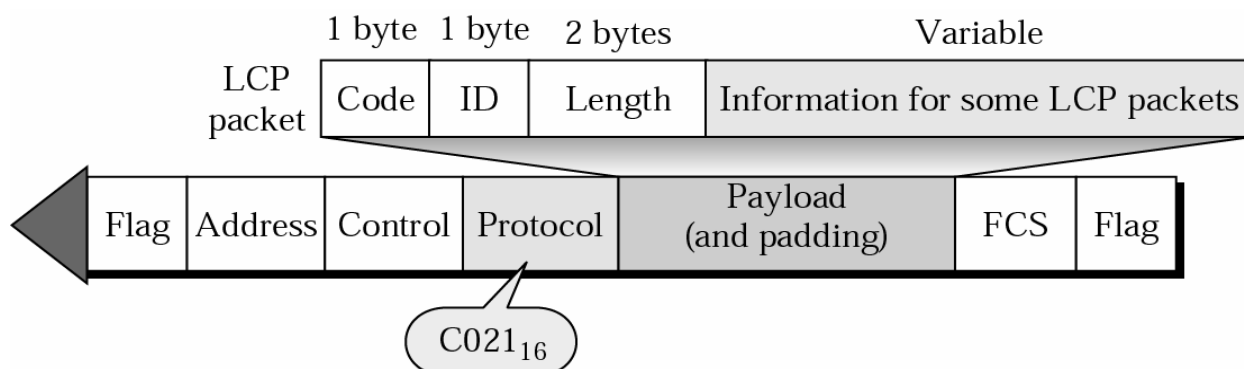 1 byte 1 byte 2 bytes Variable
LCP
packet
Code ID Length Information for some LCP packets
Flag Address Control Protocol Payload
(and padding) FCS Flag
C021₁₆